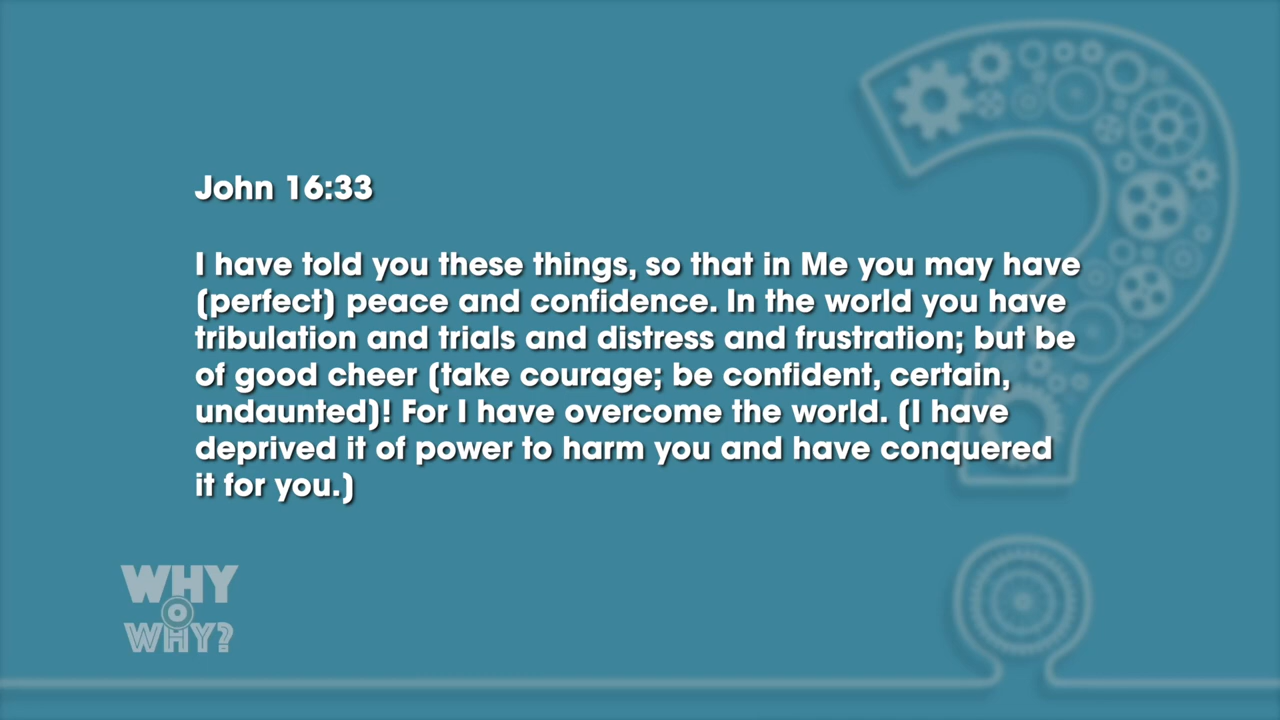 John 16:33
I have told you these things, so that in Me you may have
(perfect) peace and confidence. In the world you have
tribulation and trials and distress and frustration; but be
of good cheer (take courage; be confident, certain,
undaunted)! For I have overcome the world. (I have
deprived it of power to harm you and have conquered
it for you.)
WHY
O
WHY?